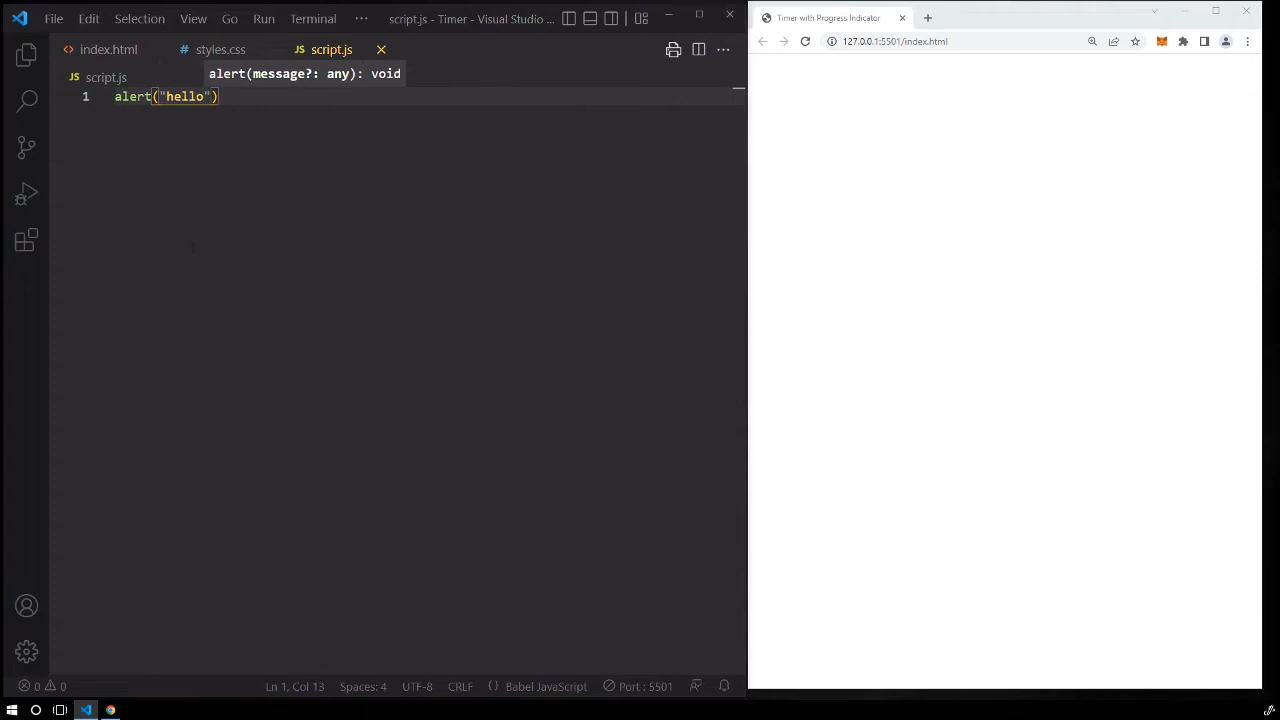 File Edit Selection View Go Run Terminal ··· script.js - Timer - Visual Studio ...
index.html styles.css JS script.js
JS script.js
alert(message?: any): void
1 alert("hello")
0 0 Ln 1, Col 13 Spaces: 4 UTF-8 CRLF {} Babel JavaScript Port : 5501
Timer with Progress Indicator
127.0.0.1:5501/index.html